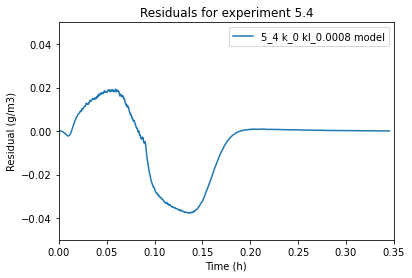 Residuals for experiment 5.4
5_4 k_0 kl_0.0008 model
Residual (g/m3)
0.04
0.02
0.00
−0.02
−0.04
0.00 0.05 0.10 0.15 0.20 0.25 0.30 0.35
Time (h)